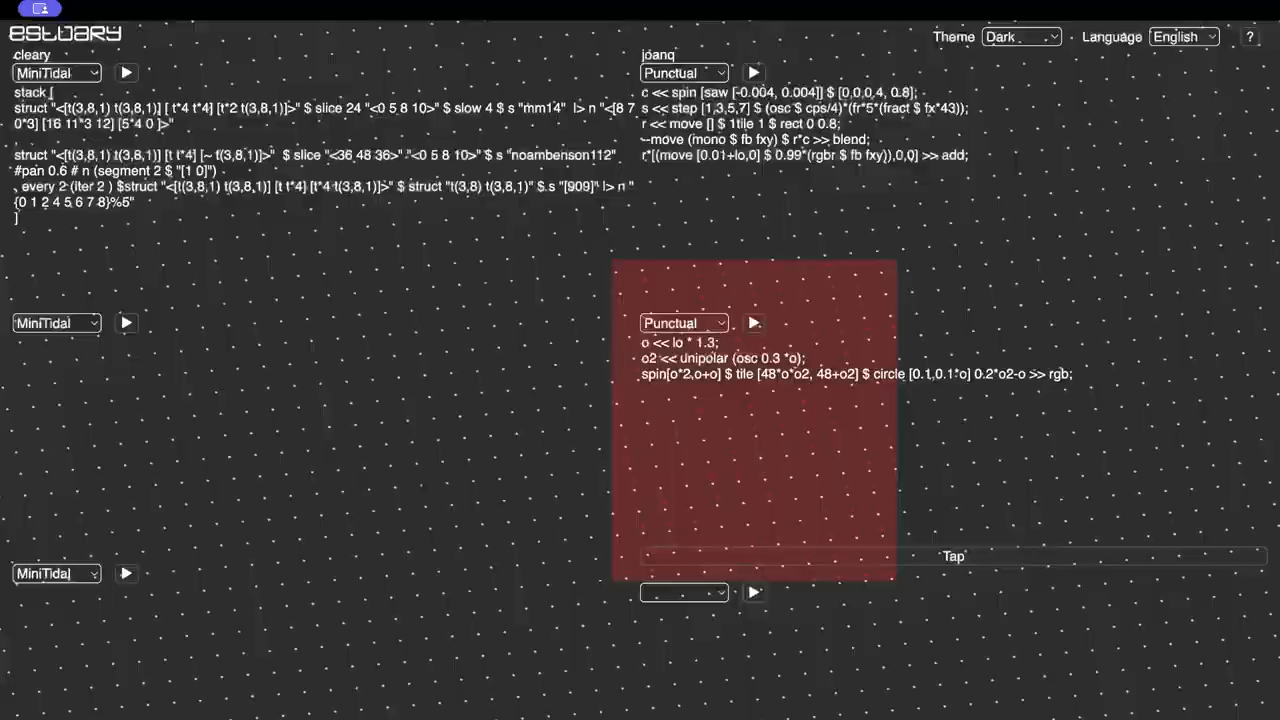 estuary
Theme Dark Language English ?
cleary
MiniTidal
stack [
struct "<[t(3,8,1) t(3,8,1)] [ t*4 t*4] [t*2 t(3,8,1)]>" $ slice 24 "<0 5 8 10>" $ slow 4 $ s "mm14" |> n "<[8 7
0*3] [16 11*3 12] [5*4 0 ]>"
struct "<[t(3,8,1) t(3,8,1)] [t t*4] [~ t(3,8,1)]>" $ slice "<36 48 36>" "<0 5 8 10>" $ s "noambenson112"
#pan 0.6 # n (segment 2 $ "[1 0]")
, every 2 (iter 2 ) $struct "<[t(3,8,1) t(3,8,1)] [t t*4] [t*4 t(3,8,1)]>" $ struct "t(3,8) t(3,8,1)" $ s "[909]" |> n "
{0 1 2 4 5 6 7 8}%5"
]
MiniTidal
MiniTidal
joanq
Punctual
c << spin [saw [-0.004, 0.004]] $ [0,0,0.4, 0.8];
s << step [1,3,5,7] $ (osc $ cps/4)*(fr*5*(fract $ fx*43));
r << move [] $ 1tile 1 $ rect 0 0.8;
--move (mono $ fb fxy) $ r*c >> blend;
r*[(move [0.01+lo,0] $ 0.99*(rgbr $ fb fxy)),0,0] >> add;
Punctual
o << lo * 1.3;
o2 << unipolar (osc 0.3 *o);
spin[o*2,o+o] $ tile [48*o*o2, 48+o2] $ circle [0.1,0.1*o] 0.2*o2-o >> rgb;
Tap